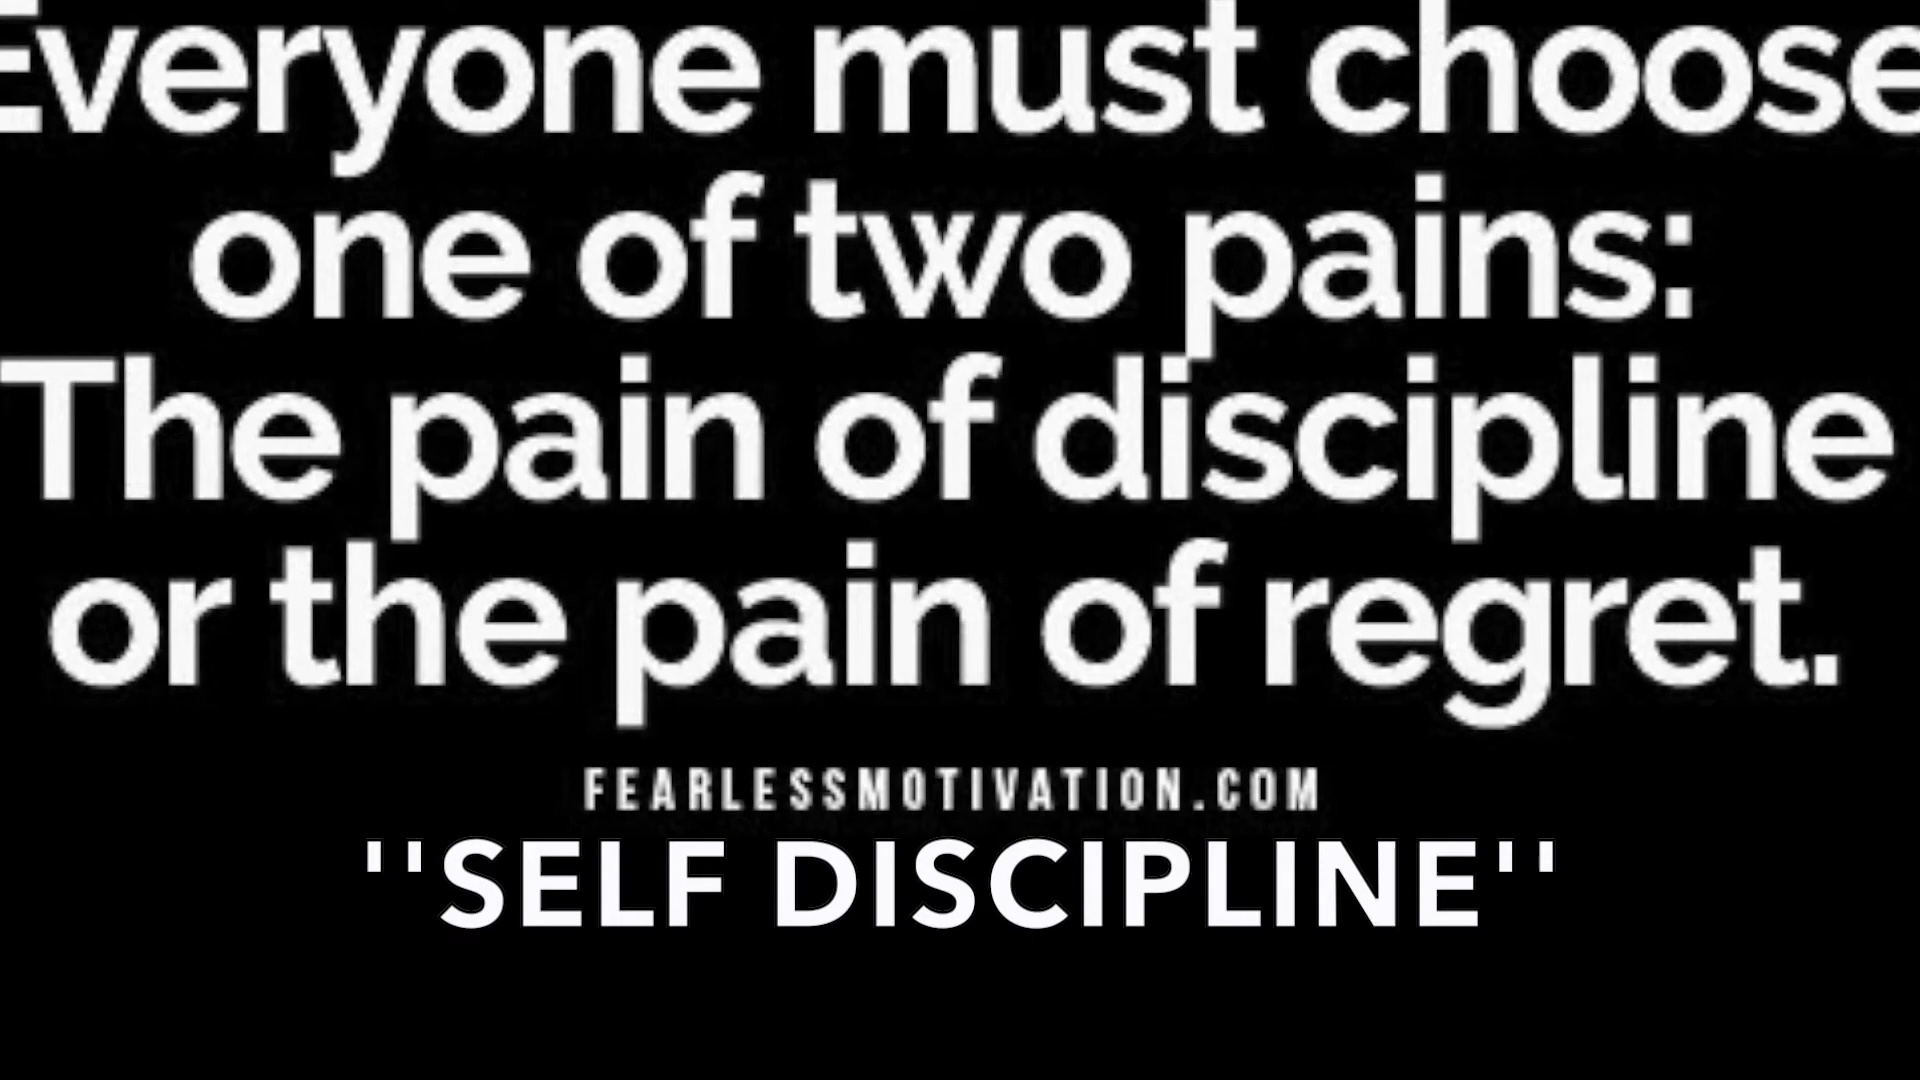 Everyone must choose
one of two pains:
The pain of discipline
or the pain of regret.
FEARLESSMOTIVATION.COM
''SELF DISCIPLINE''